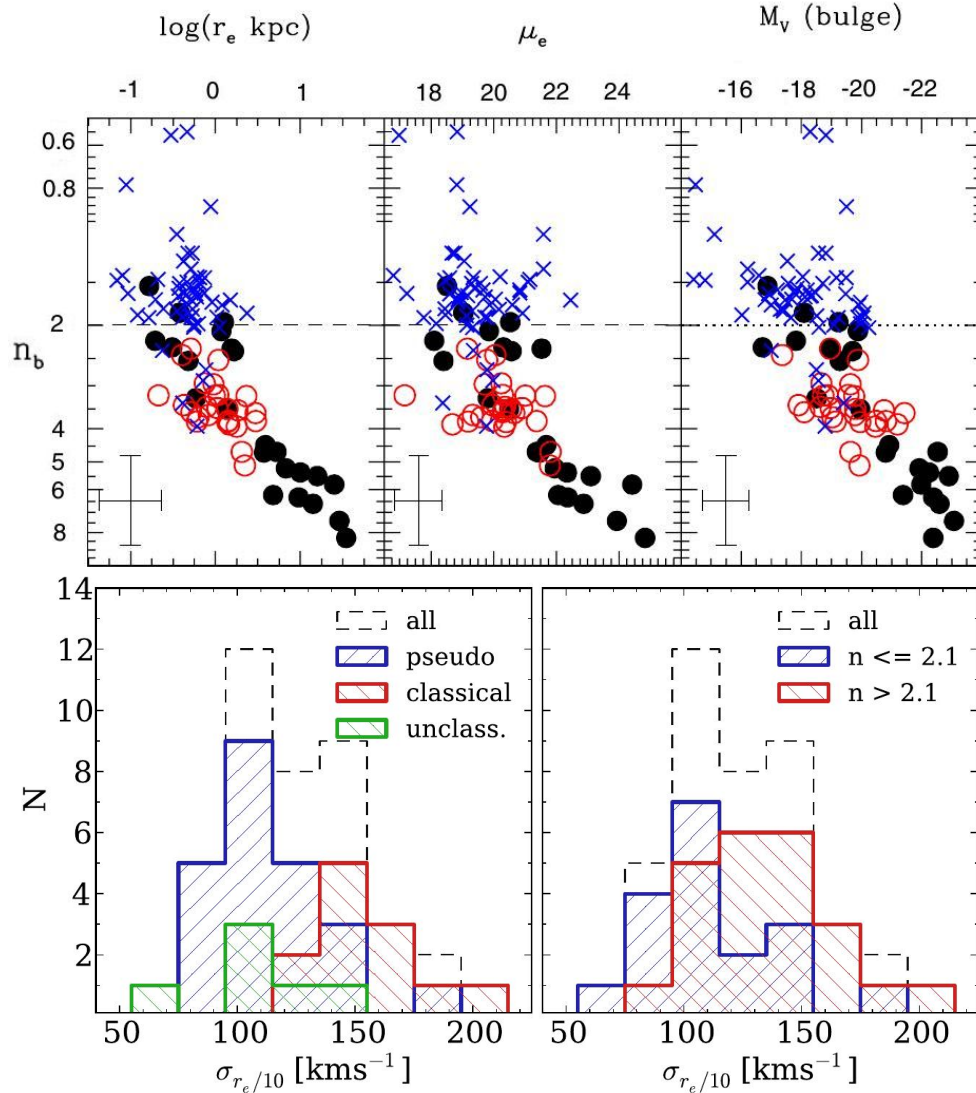 log(r_e kpc) μ_e M_V (bulge)
-1 0 1 18 20 22 24 -16 -18 -20 -22
0.6
0.8
2
n_b
4
5
6
8
14
12
10
8
6
4
2
N
all
pseudo
classical
unclass.
50 100 150 200
σ_{r_e/10} [kms⁻¹]
all
n <= 2.1
n > 2.1
50 100 150 200
σ_{r_e/10} [kms⁻¹]